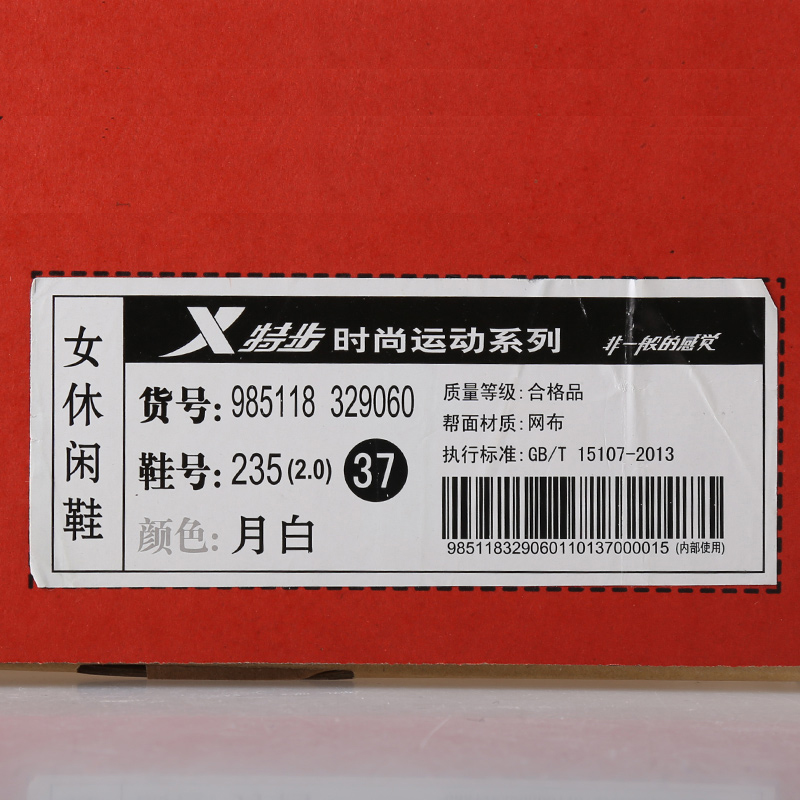 女休闲鞋
X 特步 时尚运动系列 非一般的感觉
货号: 985118 329060
鞋号: 235 (2.0) 37
颜色: 月白
质量等级: 合格品
帮面材质: 网布
执行标准: GB/T 15107-2013
985118329060110137000015 (内部使用)